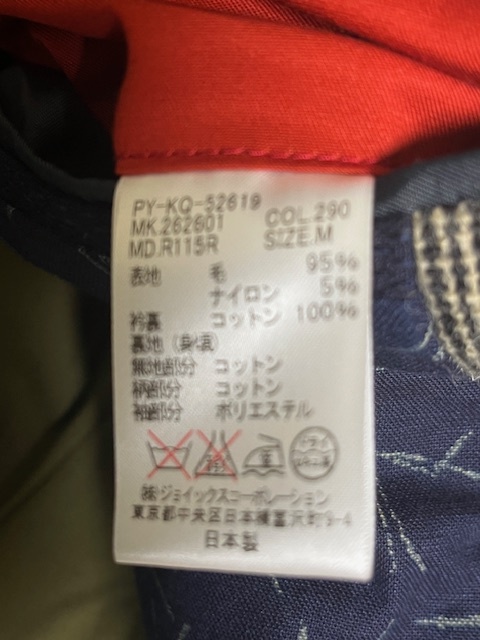 PY-KQ-52619
MK.262601 COL.290
MD.R115R SIZE.M
表地 毛 95%
ナイロン 5%
衿裏 コットン 100%
裏地 (身頃)
無地部分 コットン
柄部分 コットン
袖部分 ポリエステル
ドライ
㈱ジョイックスコーポレーション
東京都中央区日本橋富沢町9-4
日本製